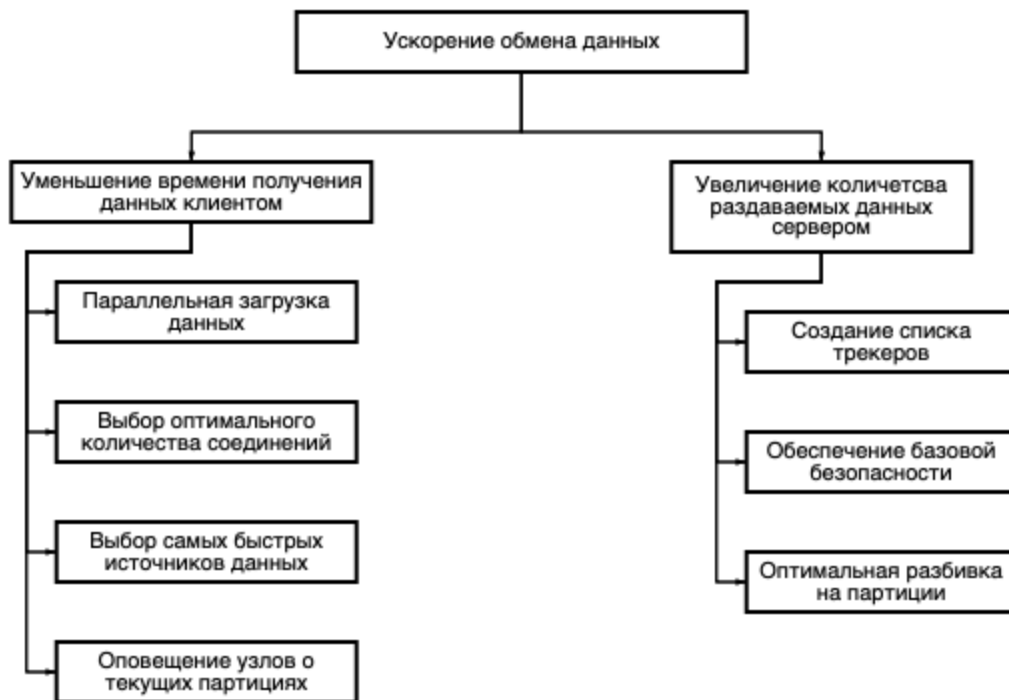 Ускорение обмена данных
Уменьшение времени получения
данных клиентом
Увеличение количетсва
раздаваемых данных
сервером
Параллельная загрузка
данных
Выбор оптимального
количества соединений
Выбор самых быстрых
источников данных
Оповещение узлов о
текущих партициях
Создание списка
трекеров
Обеспечение базовой
безопасности
Оптимальная разбивка
на партиции